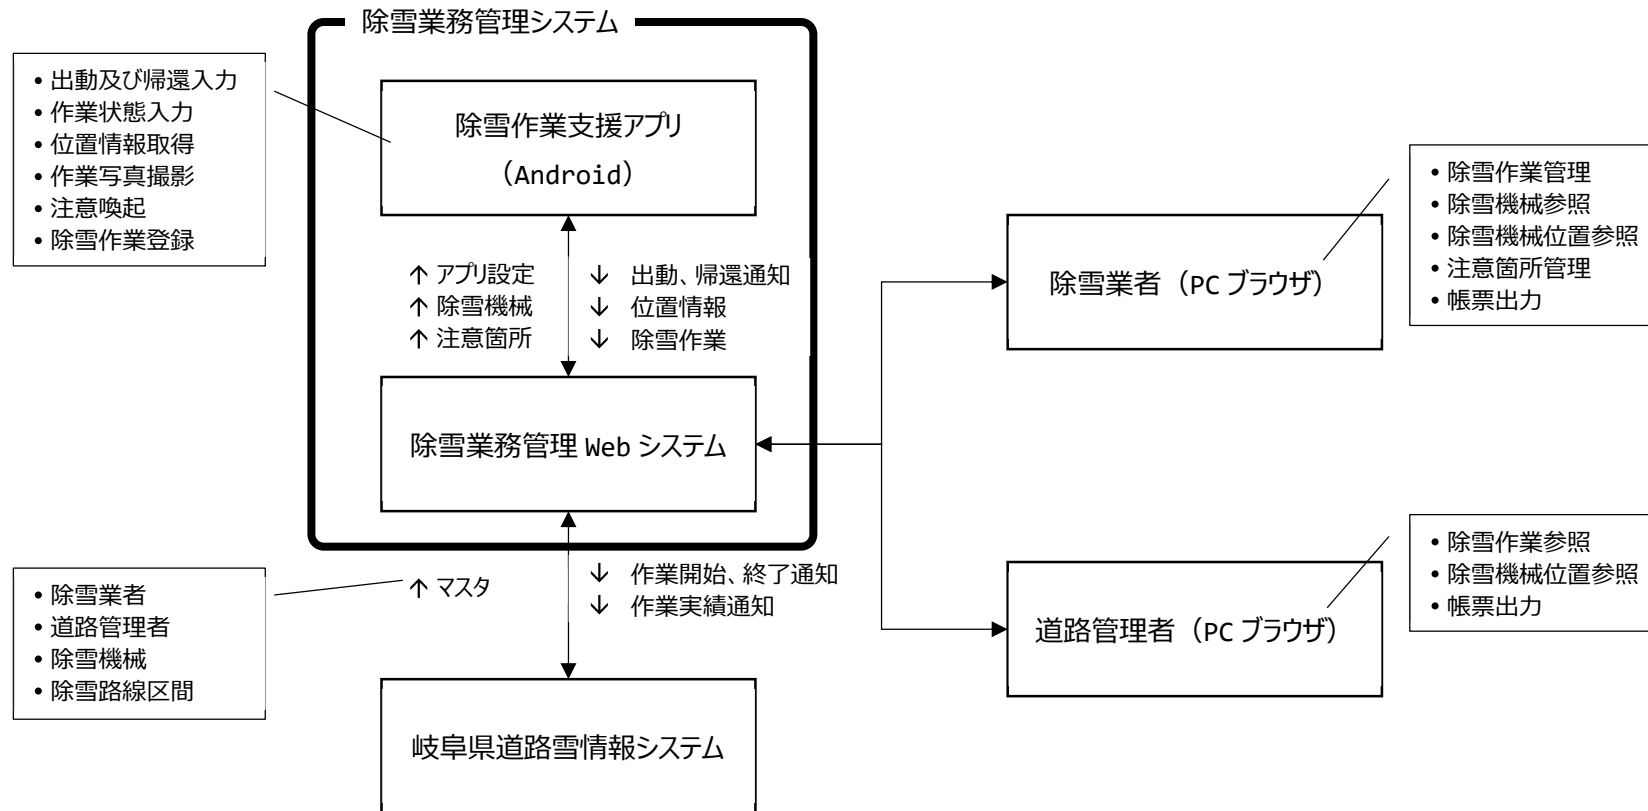 除雪業務管理システム
• 出動及び帰還入力
• 作業状態入力
• 位置情報取得
• 作業写真撮影
• 注意喚起
• 除雪作業登録
除雪作業支援アプリ
（Android）
↑ アプリ設定
↑ 除雪機械
↑ 注意箇所
↓ 出動、帰還通知
↓ 位置情報
↓ 除雪作業
除雪業務管理 Web システム
除雪業者（PC ブラウザ）
• 除雪作業管理
• 除雪機械参照
• 除雪機械位置参照
• 注意箇所管理
• 帳票出力
道路管理者（PC ブラウザ）
• 除雪作業参照
• 除雪機械位置参照
• 帳票出力
• 除雪業者
• 道路管理者
• 除雪機械
• 除雪路線区間
↑ マスタ
↓ 作業開始、終了通知
↓ 作業実績通知
岐阜県道路雪情報システム